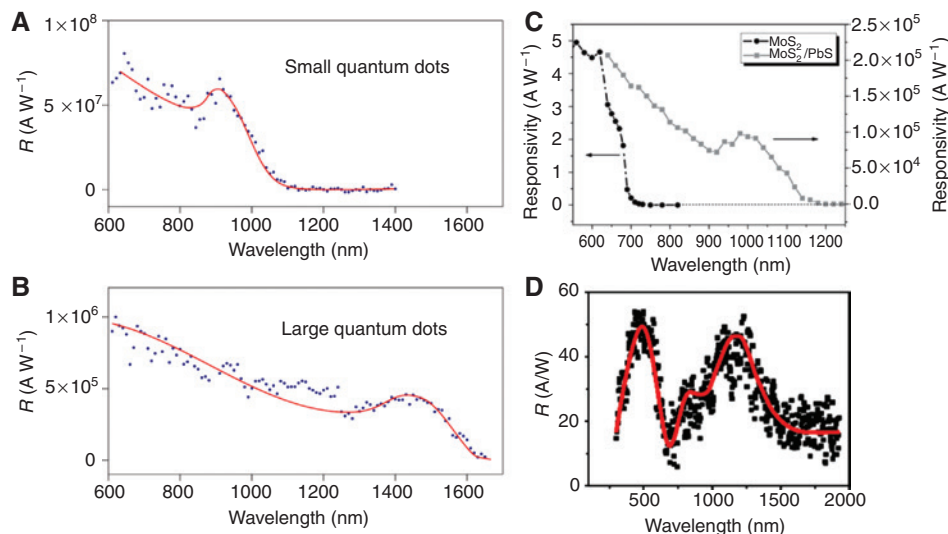 A
1×10⁸
5×10⁷
0
R (A W⁻¹)
Small quantum dots
600 800 1000 1200 1400 1600
Wavelength (nm)
B
1×10⁶
5×10⁵
0
R (A W⁻¹)
Large quantum dots
600 800 1000 1200 1400 1600
Wavelength (nm)
C
5
4
3
2
1
0
Responsivity (A W⁻¹)
MoS₂
MoS₂/PbS
2.5×10⁵
2.0×10⁵
1.5×10⁵
1.0×10⁵
5.0×10⁴
0.0
Responsivity (A W⁻¹)
600 700 800 900 1000 1100 1200
Wavelength (nm)
D
60
40
20
0
R (A/W)
500 1000 1500 2000
Wavelength (nm)